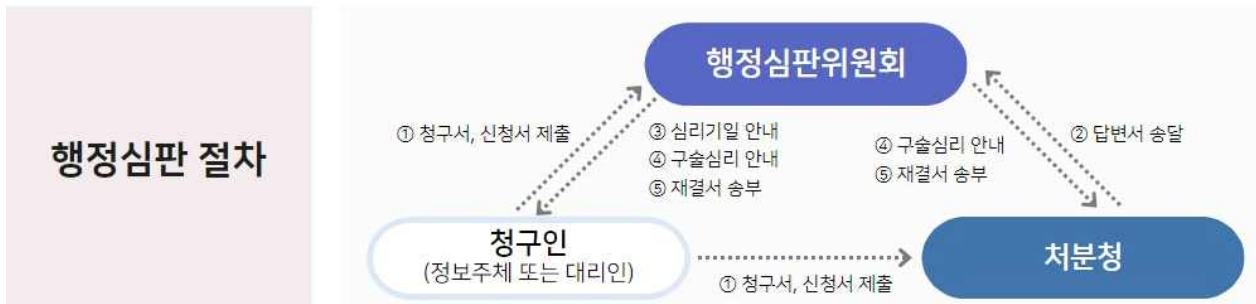 행정심판 절차
행정심판위원회
① 청구서, 신청서 제출
③ 심리기일 안내
④ 구술심리 안내
⑤ 재결서 송부
④ 구술심리 안내
⑤ 재결서 송부
② 답변서 송달
청구인
(정보주체 또는 대리인)
① 청구서, 신청서 제출
처분청